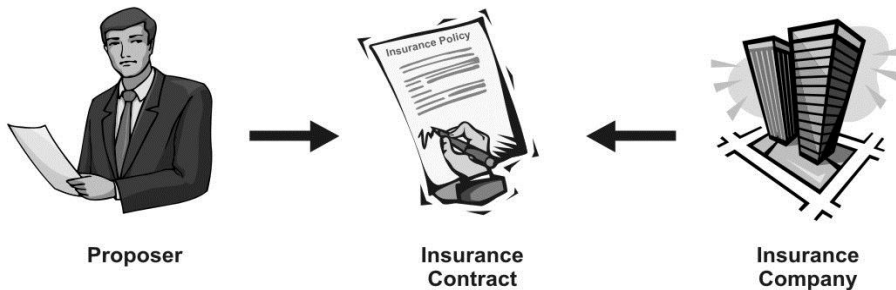 Insurance Policy
Proposer
Insurance
Contract
Insurance
Company